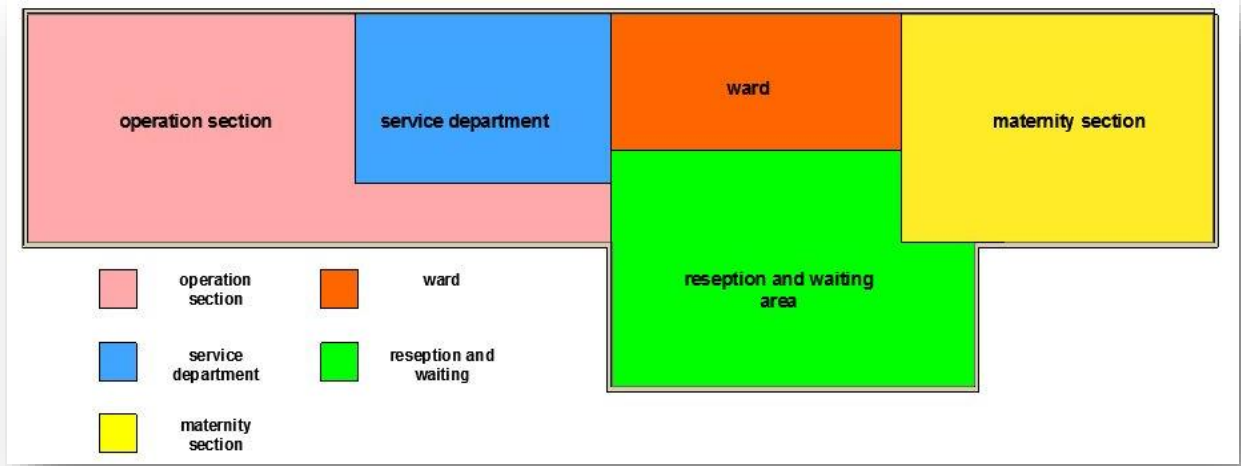 ward
operation section
service department
maternity section
reseption and waiting
area
operation
section
ward
service
department
reseption and
waiting
maternity
section